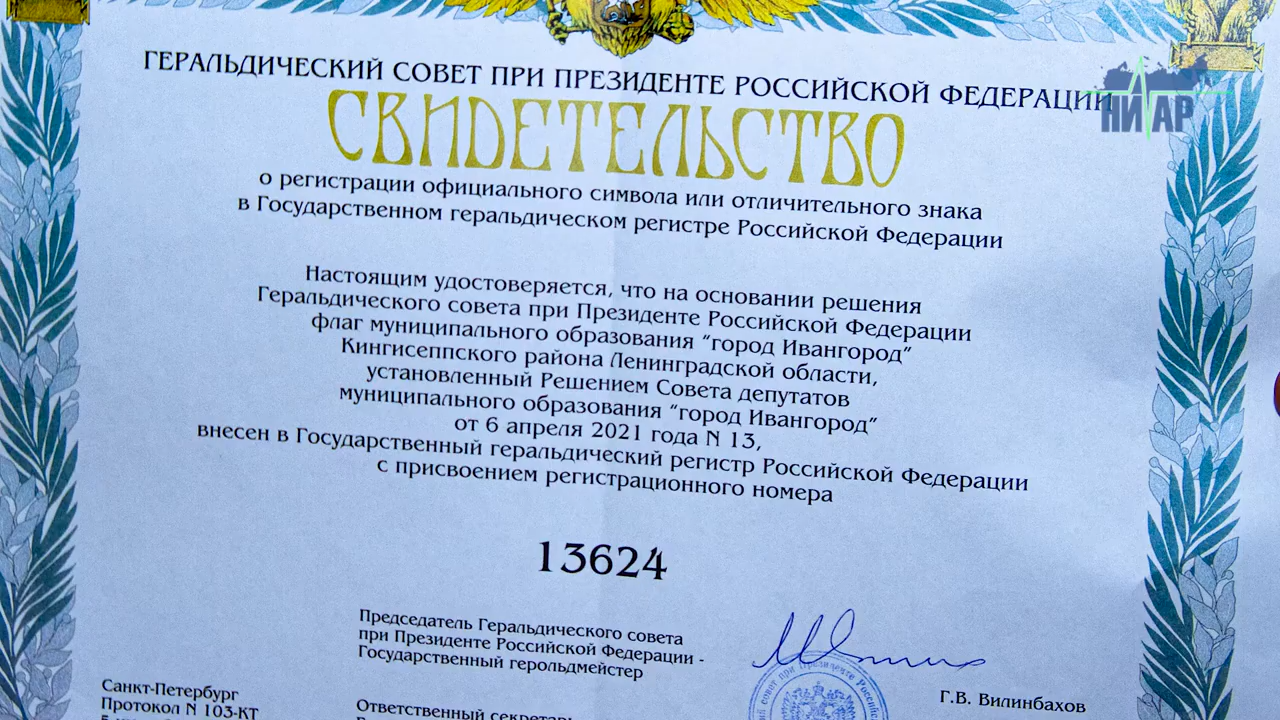 ГЕРАЛЬДИЧЕСКИЙ СОВЕТ ПРИ ПРЕЗИДЕНТЕ РОССИЙСКОЙ ФЕДЕРАЦИИ
НИТАР
СВИДЕТЕЛЬСТВО
о регистрации официального символа или отличительного знака
в Государственном геральдическом регистре Российской Федерации
Настоящим удостоверяется, что на основании решения
Геральдического совета при Президенте Российской Федерации
флаг муниципального образования "город Ивангород"
Кингисеппского района Ленинградской области,
установленный Решением Совета депутатов
муниципального образования "город Ивангород"
от 6 апреля 2021 года N 13,
внесен в Государственный геральдический регистр Российской Федерации
с присвоением регистрационного номера
13624
Председатель Геральдического совета
при Президенте Российской Федерации -
Государственный герольдмейстер
Г.В. Вилинбахов
Санкт-Петербург
Протокол N 103-КТ
Ответственный секретарь